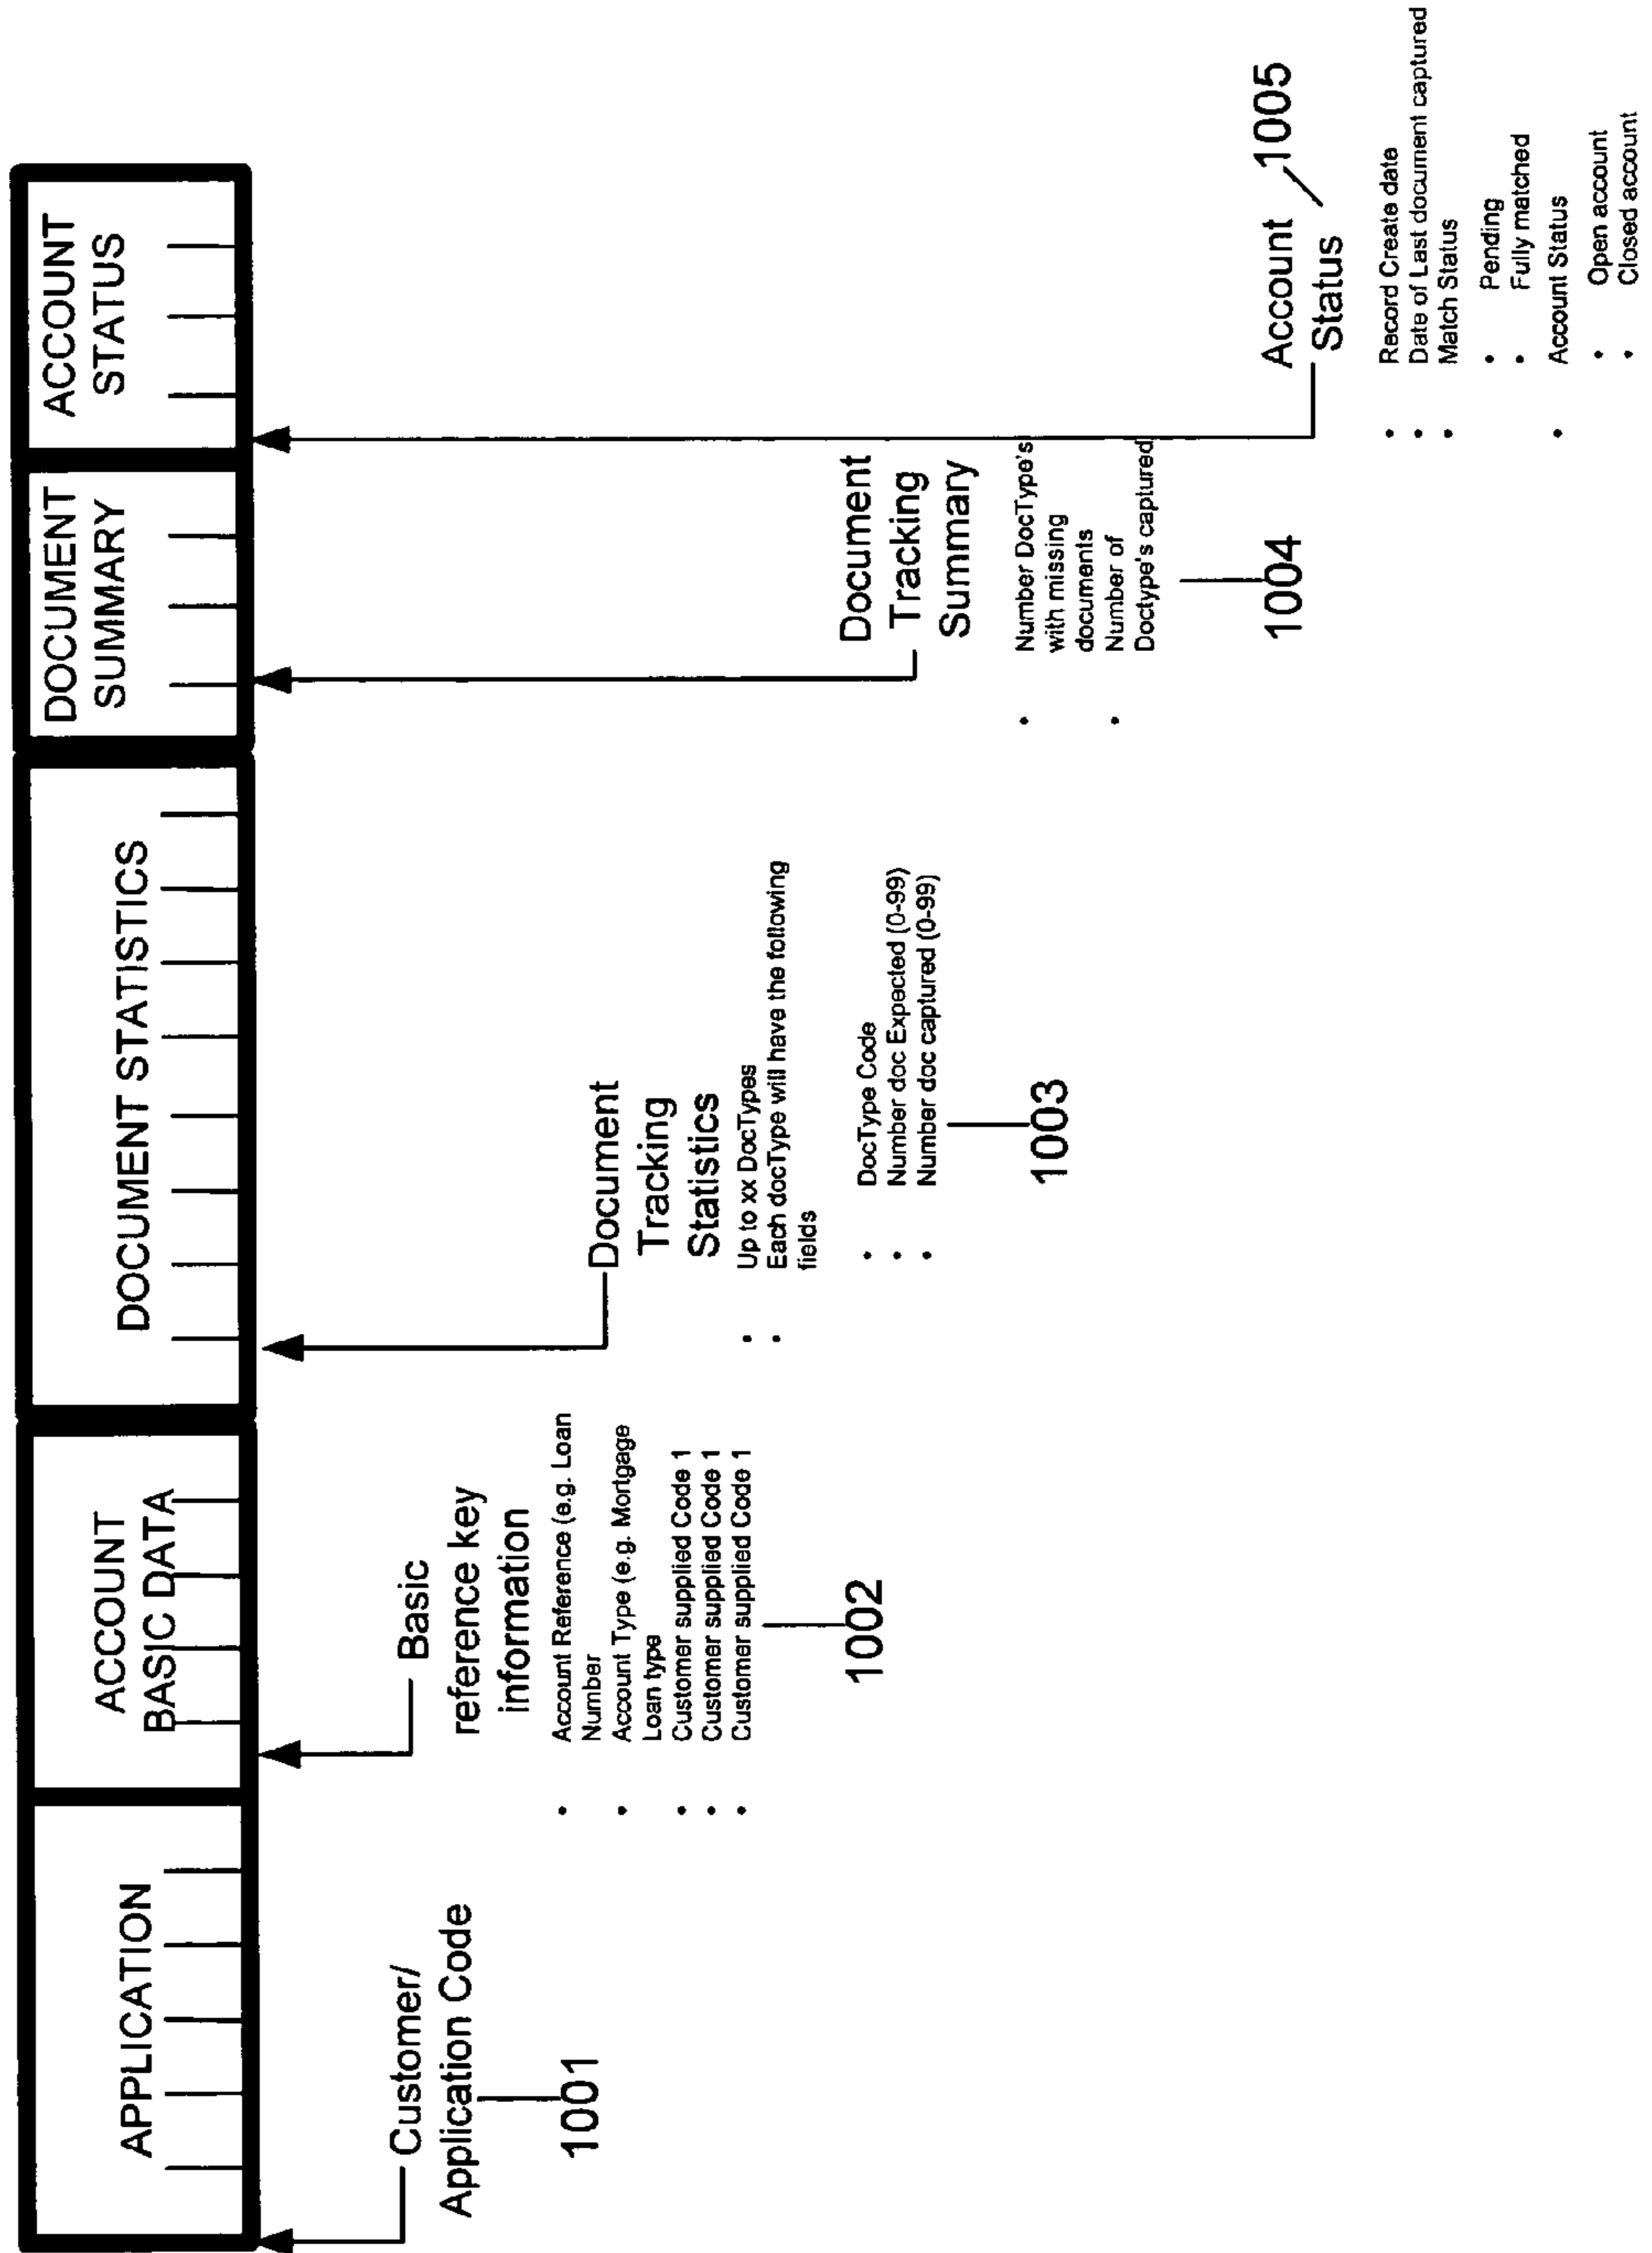 APPLICATION
ACCOUNT
BASIC DATA
DOCUMENT STATISTICS
DOCUMENT
SUMMARY
ACCOUNT
STATUS
Customer/
Application Code
1001
Basic
reference key
information
• Account Reference (e.g. Loan
Number
• Account Type (e.g. Mortgage
Loan type
• Customer supplied Code 1
• Customer supplied Code 1
• Customer supplied Code 1
1002
Document
Tracking
Statistics
• Up to xx DocTypes
• Each docType will have the following
fields
• DocType Code
• Number doc Expected (0-99)
• Number doc captured (0-99)
1003
Document
Tracking
Summary
• Number DocType's
with missing
documents
• Number of
Doctype's captured
1004
Account
Status
1005
• Record Create date
• Date of Last document captured
• Match Status
• Pending
• Fully matched
• Account Status
• Open account
• Closed account